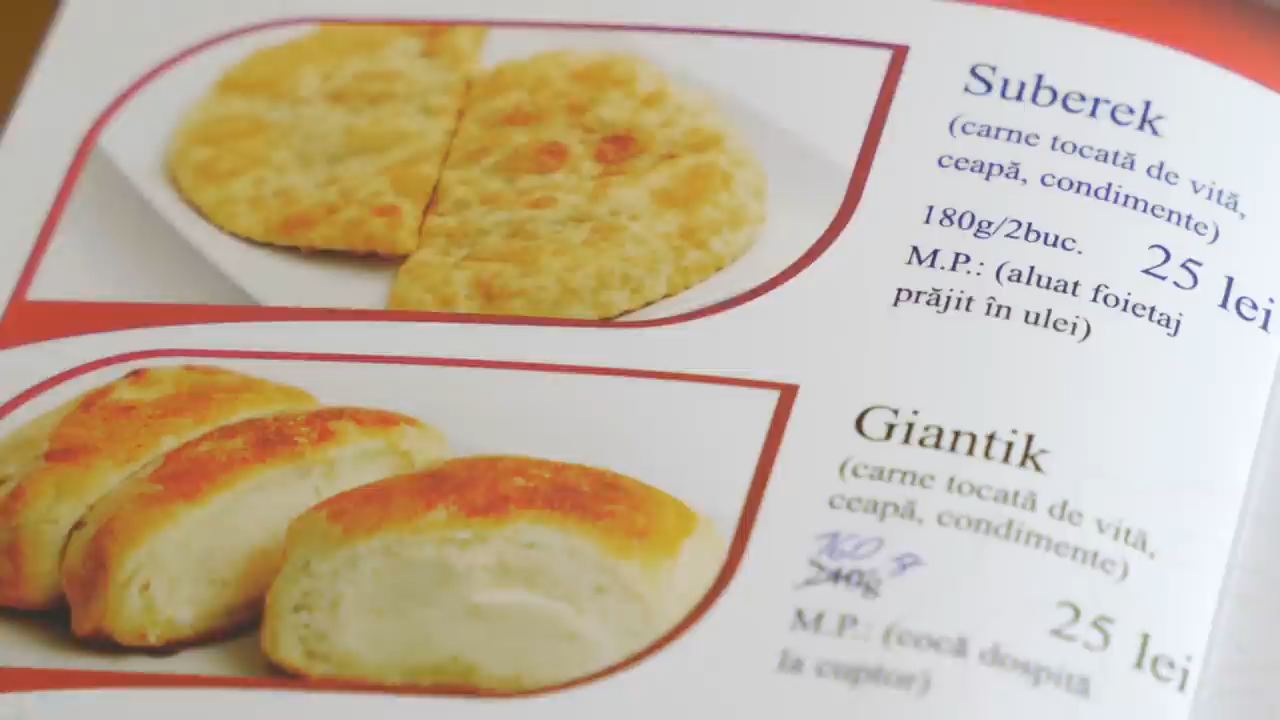 Suberek
(carne tocată de vită,
ceapă, condimente)
180g/2buc.
25 lei
M.P.: (aluat foietaj
prăjit în ulei)
Giantik
(carne tocată de vită,
ceapă, condimente)
160 g
240g
25 lei
M.P.: (cocă dospită
la cuptor)